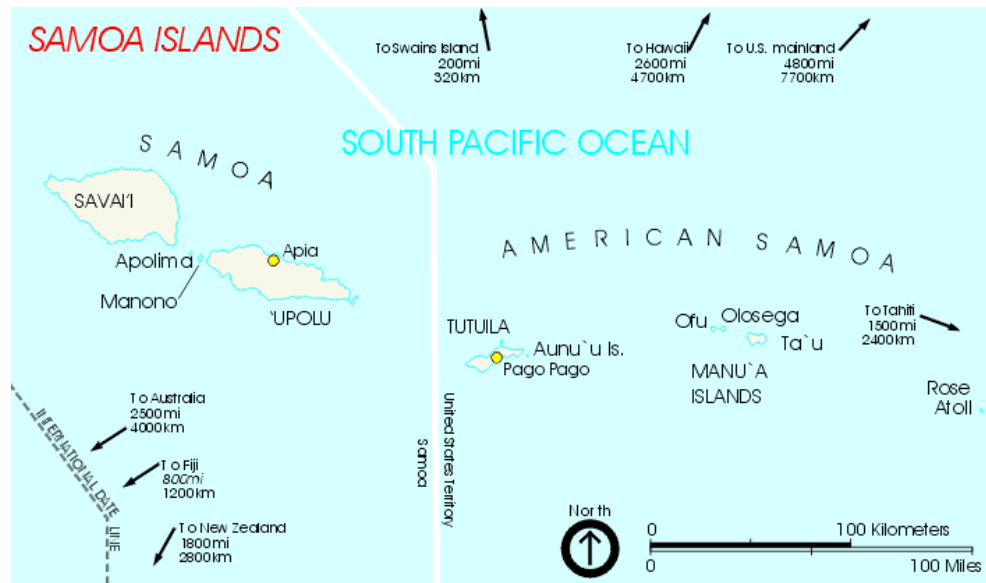 SAMOA ISLANDS
To Swains Island
200mi
320km
To Hawaii
2600mi
4700km
To U.S. mainland
4800mi
7700km
SOUTH PACIFIC OCEAN
SAMOA
SAVAI'I
Apolima
Manono
Apia
'UPOLU
AMERICAN SAMOA
TUTUILA
Aunu`u Is.
Pago Pago
Ofu
Olosega
Ta`u
MANU`A
ISLANDS
To Tahiti
1500mi
2400km
Rose
Atoll
To Australia
2500mi
4000km
To Fiji
800mi
1200km
To New Zealand
1800mi
2800km
INTERNATIONAL DATE
LINE
Samoa
United States Territory
North
0
100 Kilometers
0
100 Miles